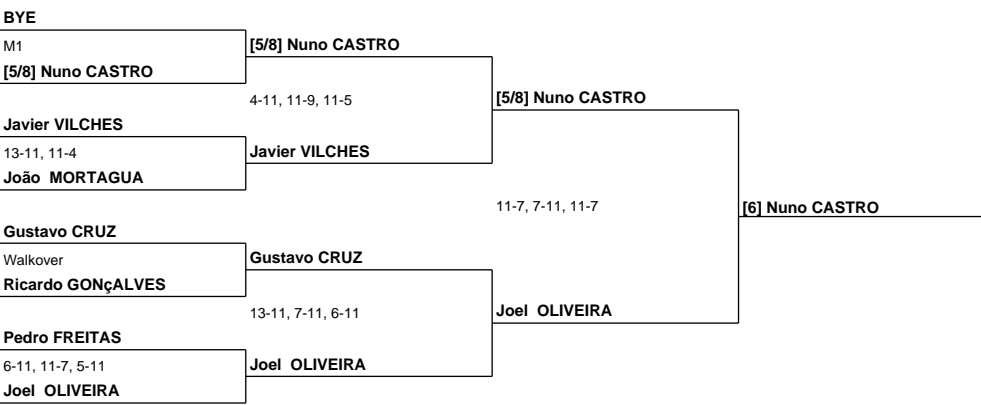 BYE
M1
[5/8] Nuno CASTRO
[5/8] Nuno CASTRO
4-11, 11-9, 11-5
[5/8] Nuno CASTRO
Javier VILCHES
13-11, 11-4
Javier VILCHES
João MORTAGUA
11-7, 7-11, 11-7
[6] Nuno CASTRO
Gustavo CRUZ
Walkover
Gustavo CRUZ
Ricardo GONçALVES
13-11, 7-11, 6-11
Joel OLIVEIRA
Pedro FREITAS
6-11, 11-7, 5-11
Joel OLIVEIRA
Joel OLIVEIRA